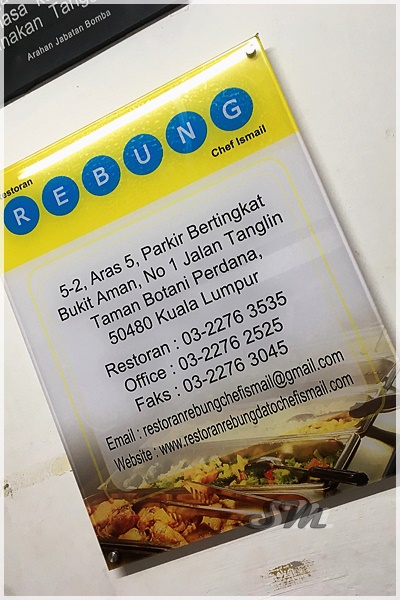 Tangg
Arahan Jabatan Bomba
Restoran
REBUNG
Chef Ismail
5-2, Aras 5, Parkir Bertingkat
Bukit Aman, No 1 Jalan Tanglin
Taman Botani Perdana,
50480 Kuala Lumpur
Restoran : 03-2276 3535
Office : 03-2276 2525
Faks : 03-2276 3045
Email : restoranrebungchefismail@gmail.com
Website : www.restoranrebungdatochefismail.com
SM